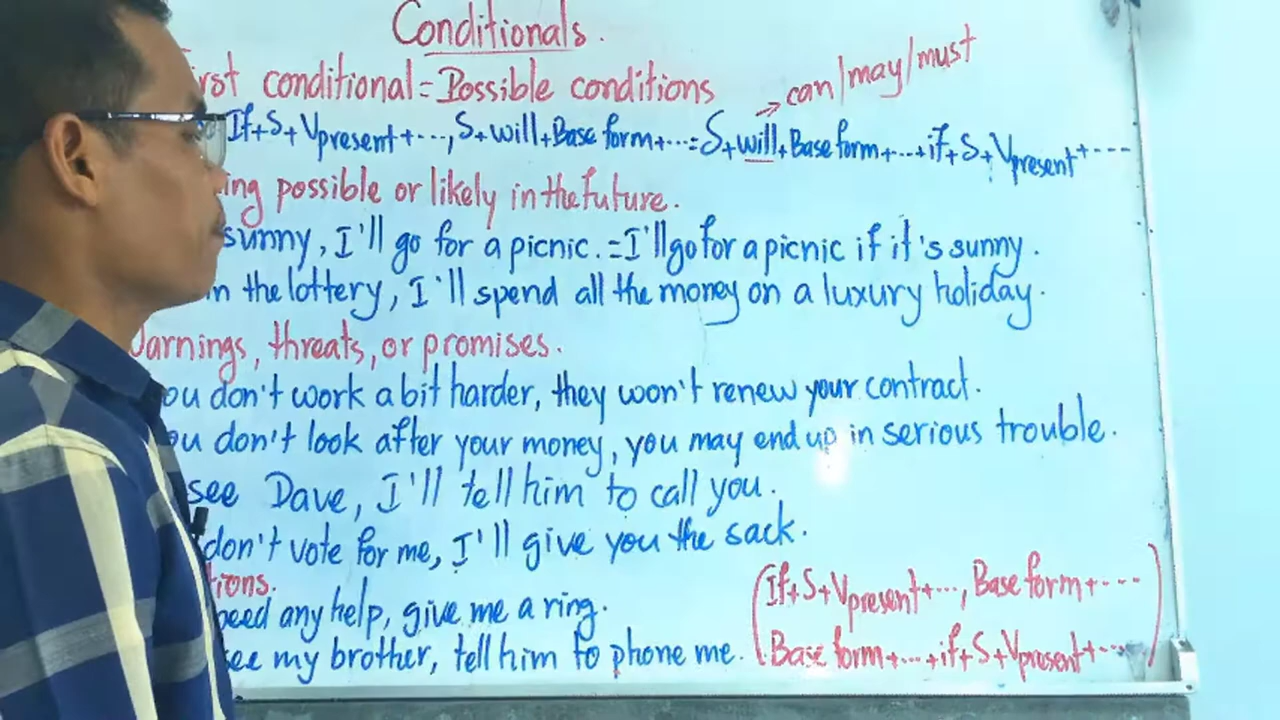 Conditionals.
First conditional = Possible conditions → can/may/must
If+S+Vpresent+..., S+will+Base form+...=S+will+Base form+...+if+S+Vpresent+...
ing possible or likely in the future.
sunny, I'll go for a picnic.=I'll go for a picnic if it's sunny.
in the lottery, I'll spend all the money on a luxury holiday.
Warnings, threats, or promises.
you don't work a bit harder, they won't renew your contract.
you don't look after your money, you may end up in serious trouble.
see Dave, I'll tell him to call you.
don't vote for me, I'll give you the sack.
tions.
need any help, give me a ring.
see my brother, tell him to phone me.
(If+S+Vpresent+..., Base form+...
Base form+...+if+S+Vpresent+...)